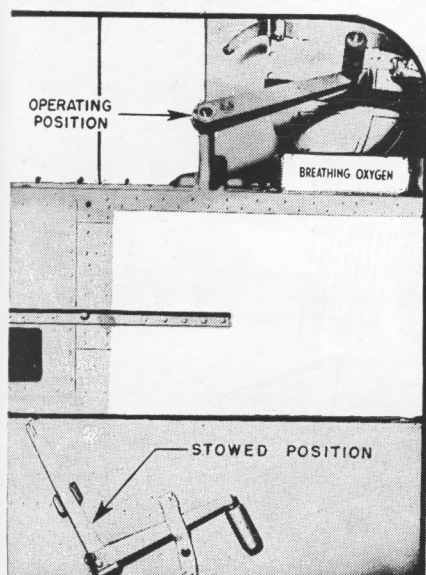 OPERATING
POSITION
BREATHING OXYGEN
STOWED POSITION